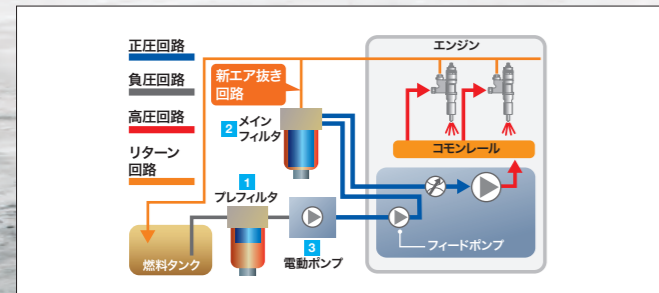 正圧回路
負圧回路
高圧回路
リターン
回路
新エア抜き
回路
エンジン
2 メイン
フィルタ
コモンレール
1
プレフィルタ
3
電動ポンプ
フィードポンプ
燃料タンク